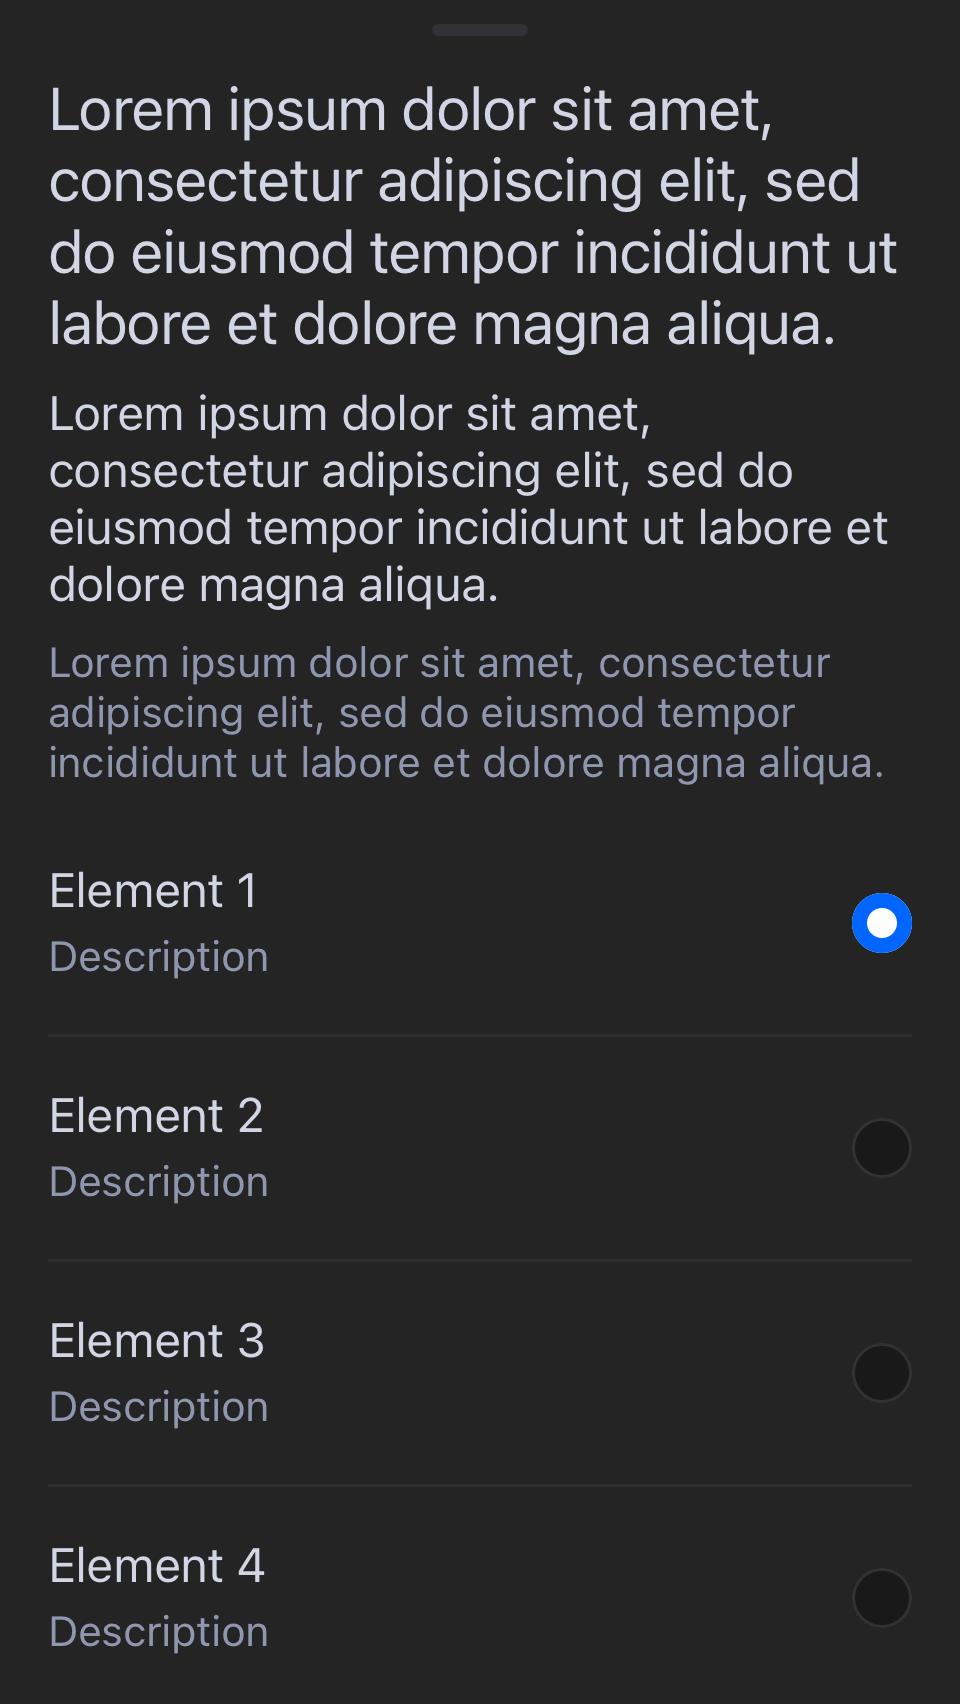 Lorem ipsum dolor sit amet,
consectetur adipiscing elit, sed
do eiusmod tempor incididunt ut
labore et dolore magna aliqua.
Lorem ipsum dolor sit amet,
consectetur adipiscing elit, sed do
eiusmod tempor incididunt ut labore et
dolore magna aliqua.
Lorem ipsum dolor sit amet, consectetur
adipiscing elit, sed do eiusmod tempor
incididunt ut labore et dolore magna aliqua.
Element 1
Description
Element 2
Description
Element 3
Description
Element 4
Description